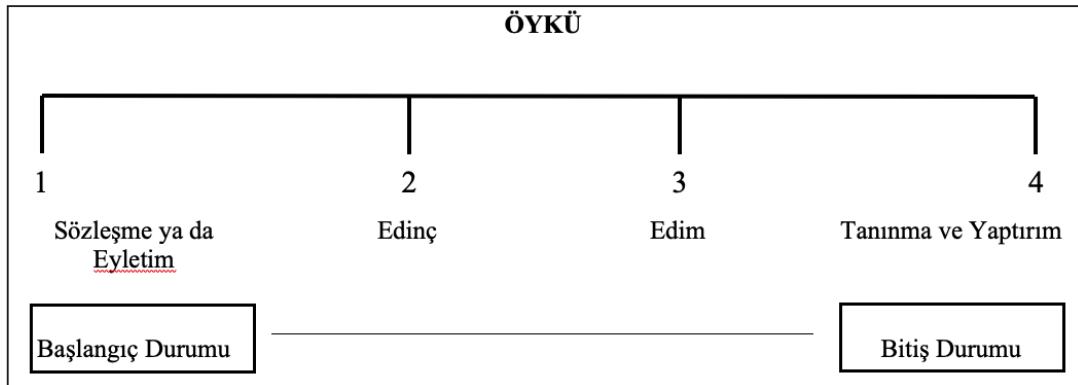 ÖYKÜ
1
2
3
4
Sözleşme ya da
Eyletim
Edinç
Edim
Tanınma ve Yaptırım
Başlangıç Durumu
Bitiş Durumu